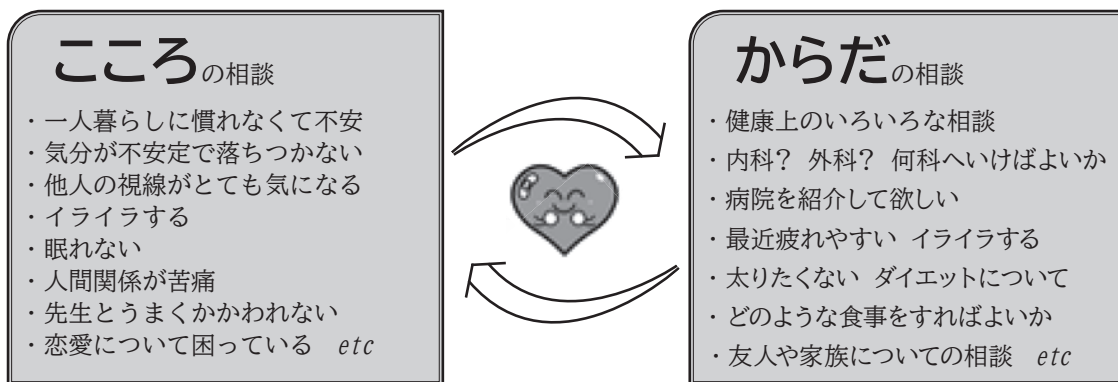 こころの相談
・一人暮らしに慣れなくて不安
・気分が不安定で落ちつかない
・他人の視線がとても気になる
・イライラする
・眠れない
・人間関係が苦痛
・先生とうまくかかわれない
・恋愛について困っている etc
からだの相談
・健康上のいろいろな相談
・内科? 外科? 何科へいけばよいか
・病院を紹介して欲しい
・最近疲れやすい イライラする
・太りたくない ダイエットについて
・どのような食事をすればよいか
・友人や家族についての相談 etc